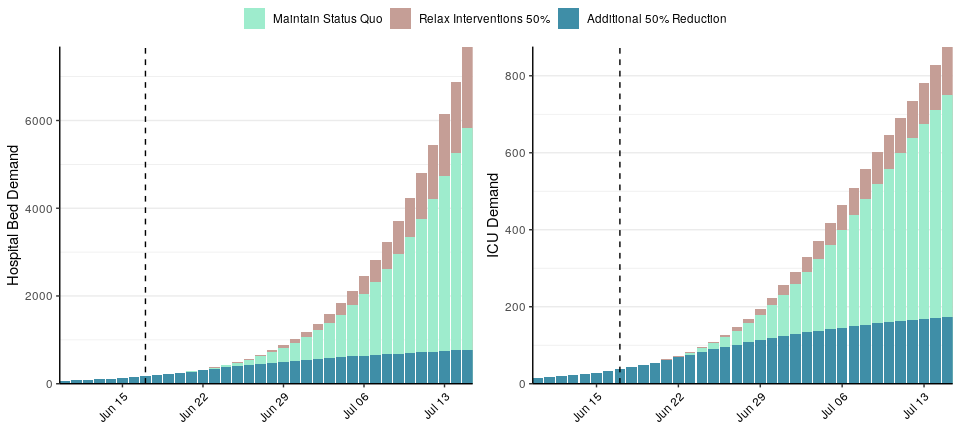 Maintain Status Quo Relax Interventions 50% Additional 50% Reduction
Hospital Bed Demand
6000
4000
2000
0
Jun 15 Jun 22 Jun 29 Jul 06 Jul 13
ICU Demand
800
600
400
200
0
Jun 15 Jun 22 Jun 29 Jul 06 Jul 13